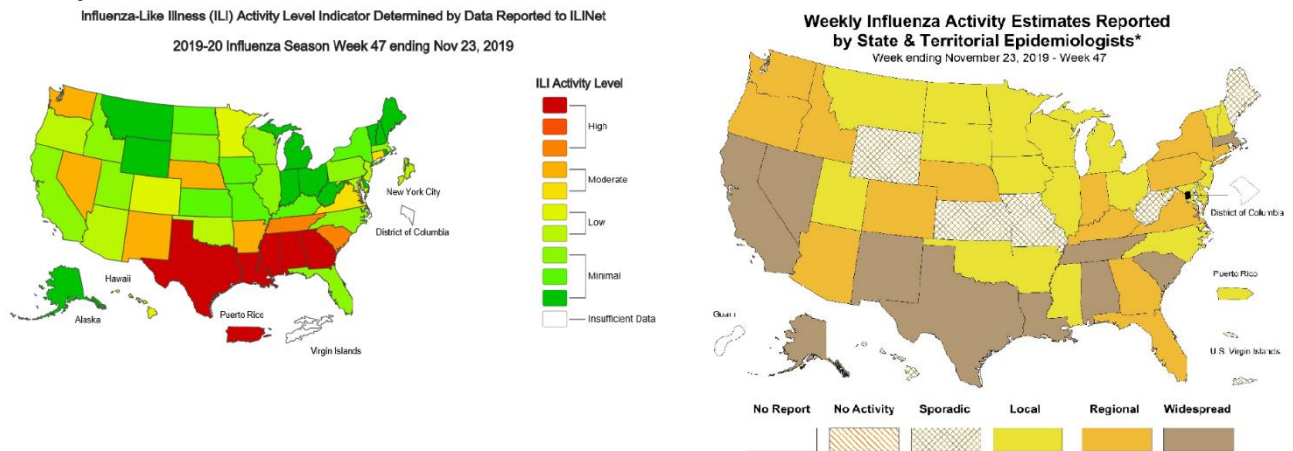 Influenza-Like Illness (ILI) Activity Level Indicator Determined by Data Reported to ILINet
2019-20 Influenza Season Week 47 ending Nov 23, 2019
ILI Activity Level
High
Moderate
Low
Minimal
Insufficient Data
New York City
District of Columbia
Hawaii
Alaska
Puerto Rico
Virgin Islands
Weekly Influenza Activity Estimates Reported
by State & Territorial Epidemiologists*
Week ending November 23, 2019 - Week 47
District of Columbia
Puerto Rico
Guam
U.S. Virgin Islands
No Report
No Activity
Sporadic
Local
Regional
Widespread